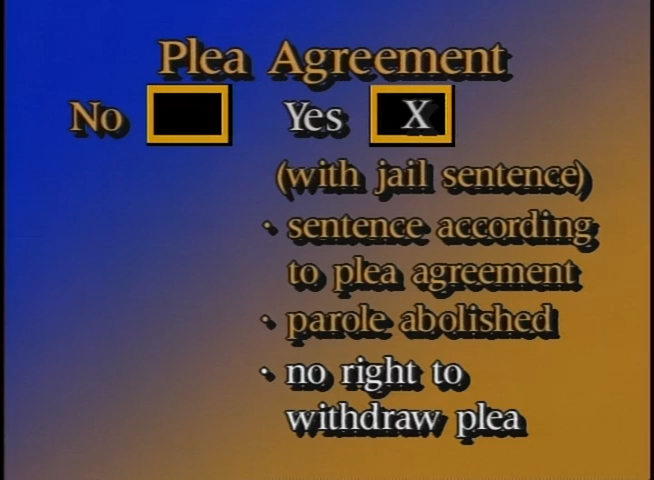 Plea Agreement
No Yes X
(with jail sentence)
· sentence according
to plea agreement
· parole abolished
· no right to
withdraw plea